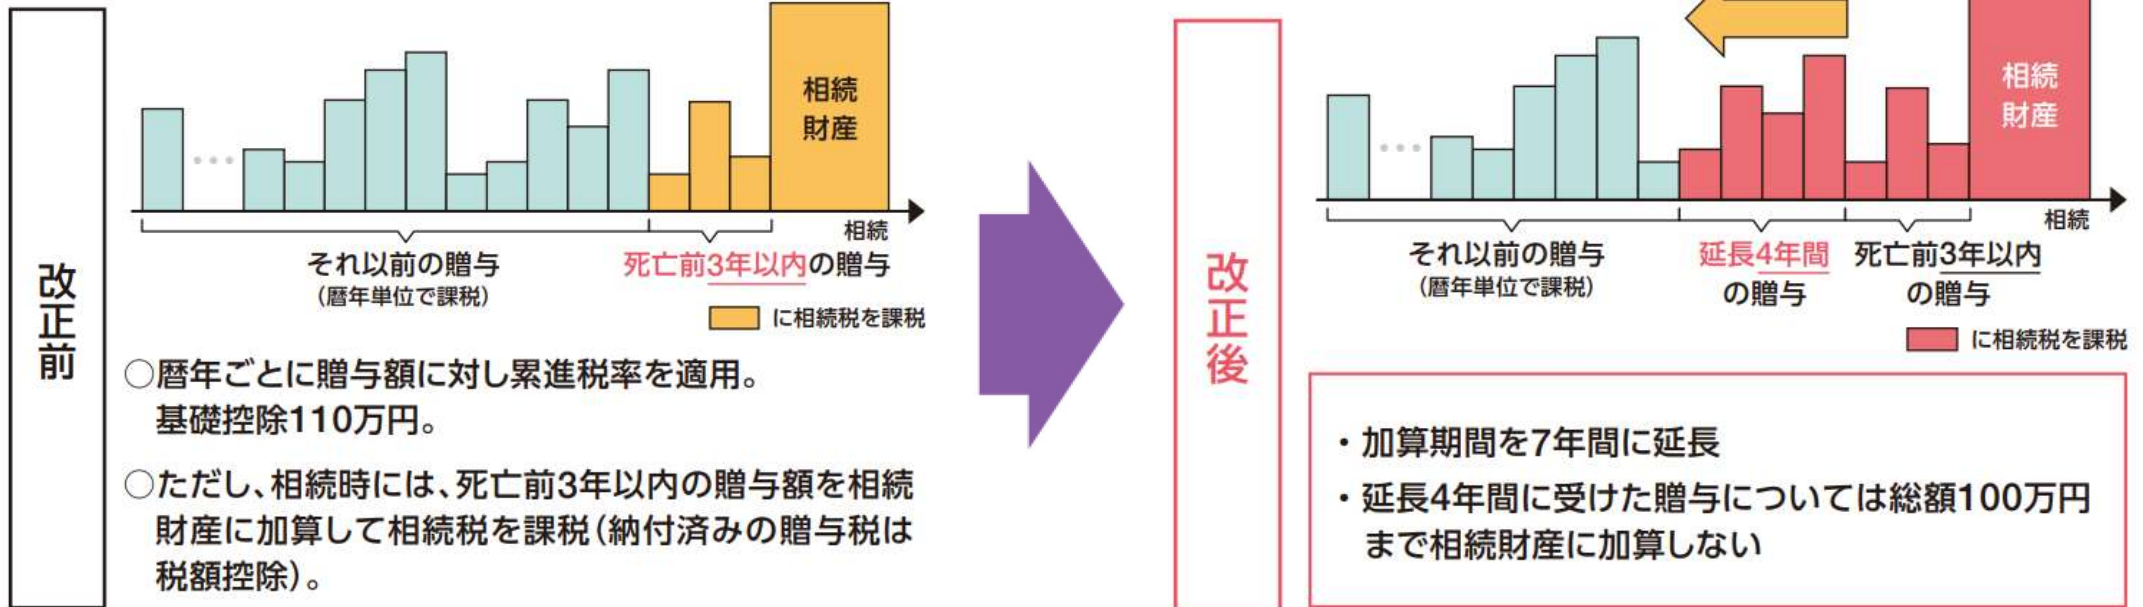 改正前
相続
財産
相続
それ以前の贈与
(暦年単位で課税)
死亡前3年以内の贈与
に相続税を課税
○暦年ごとに贈与額に対し累進税率を適用。
基礎控除110万円。
○ただし、相続時には、死亡前3年以内の贈与額を相続
財産に加算して相続税を課税(納付済みの贈与税は
税額控除)。
改正後
相続
財産
相続
それ以前の贈与
(暦年単位で課税)
延長4年間
の贈与
死亡前3年以内
の贈与
に相続税を課税
・加算期間を7年間に延長
・延長4年間に受けた贈与については総額100万円
まで相続財産に加算しない